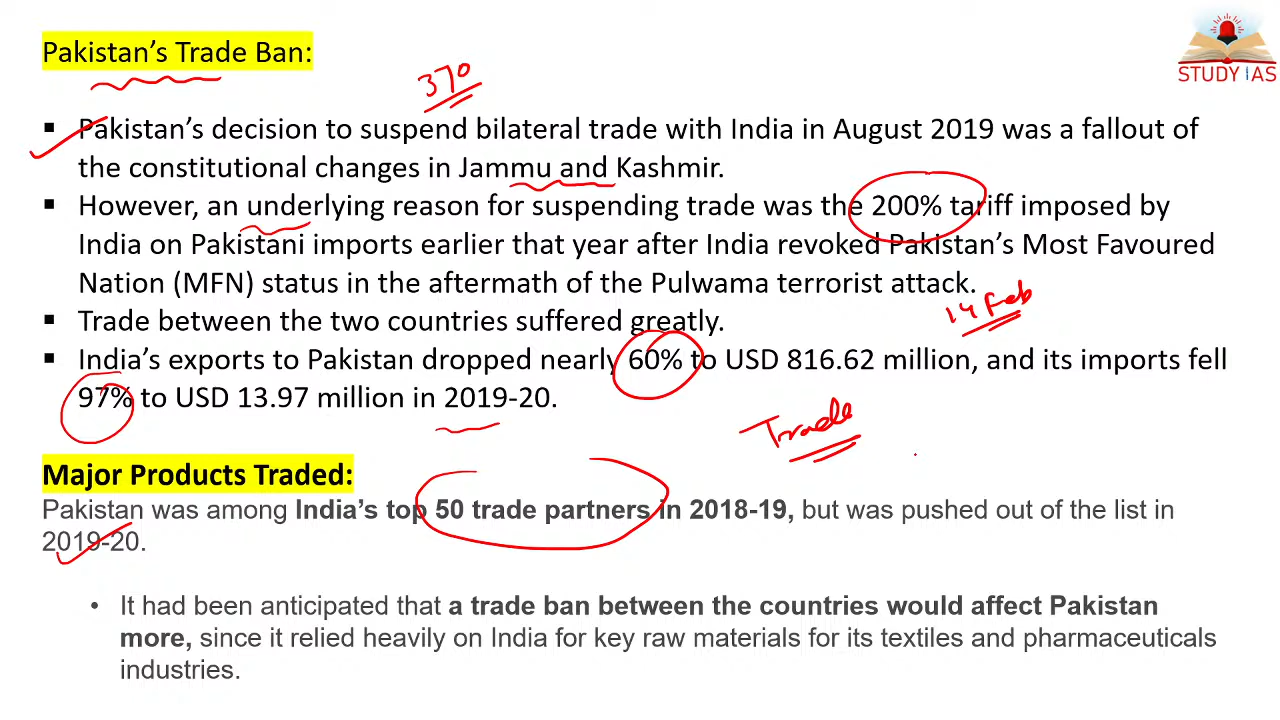 Pakistan’s Trade Ban:
STUDY IAS
370
▪ Pakistan’s decision to suspend bilateral trade with India in August 2019 was a fallout of
the constitutional changes in Jammu and Kashmir.
▪ However, an underlying reason for suspending trade was the 200% tariff imposed by
India on Pakistani imports earlier that year after India revoked Pakistan’s Most Favoured
Nation (MFN) status in the aftermath of the Pulwama terrorist attack.
14 Feb
▪ Trade between the two countries suffered greatly.
▪ India’s exports to Pakistan dropped nearly 60% to USD 816.62 million, and its imports fell
97% to USD 13.97 million in 2019-20.
Trade
Major Products Traded:
Pakistan was among India’s top 50 trade partners in 2018-19, but was pushed out of the list in
2019-20.
• It had been anticipated that a trade ban between the countries would affect Pakistan
more, since it relied heavily on India for key raw materials for its textiles and pharmaceuticals
industries.